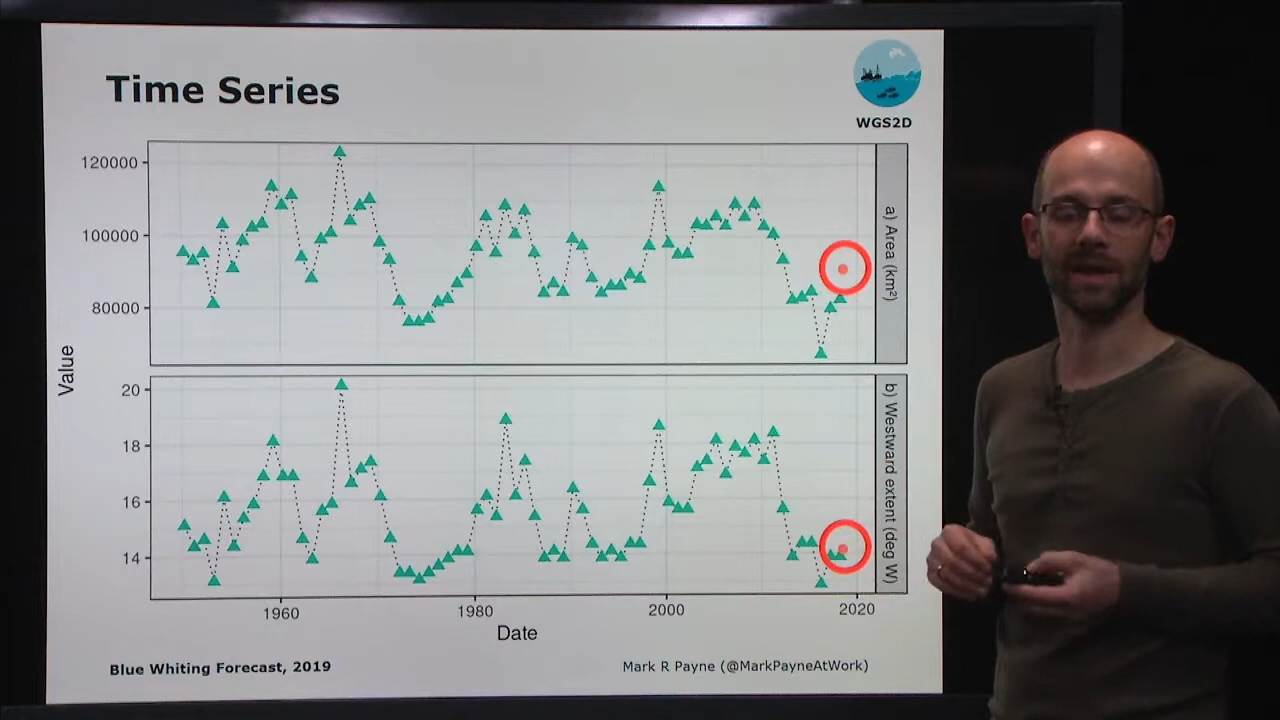 Time Series
WGS2D
120000
100000
80000
a) Area (km²)
Value
20
18
16
14
b) Westward extent (deg W)
1960
1980
2000
2020
Date
Blue Whiting Forecast, 2019
Mark R Payne (@MarkPayneAtWork)